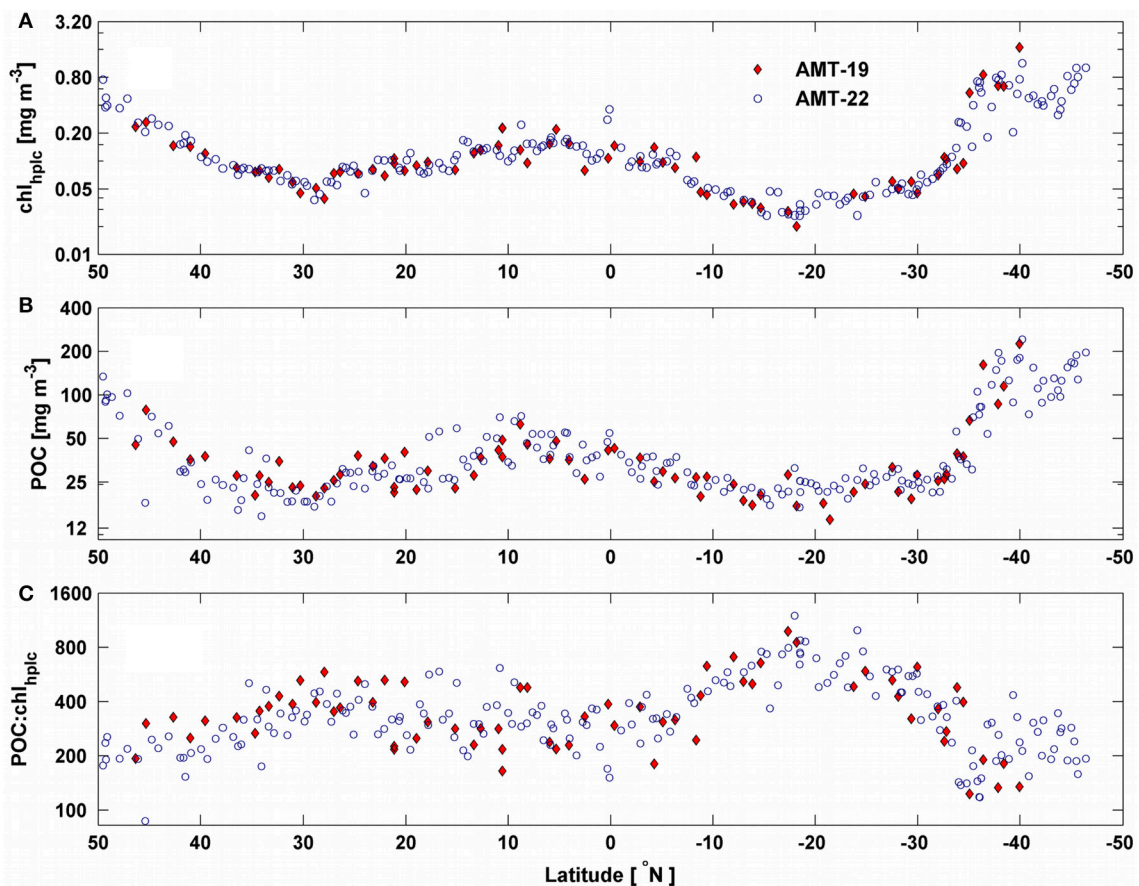 A
chl_hplc [mg m^-3]
3.20
0.80
0.20
0.05
0.01
50 40 30 20 10 0 -10 -20 -30 -40 -50
AMT-19
AMT-22
B
POC [mg m^-3]
400
200
100
50
25
12
50 40 30 20 10 0 -10 -20 -30 -40 -50
C
POC:chl_hplc
1600
800
400
200
100
50 40 30 20 10 0 -10 -20 -30 -40 -50
Latitude [ °N ]